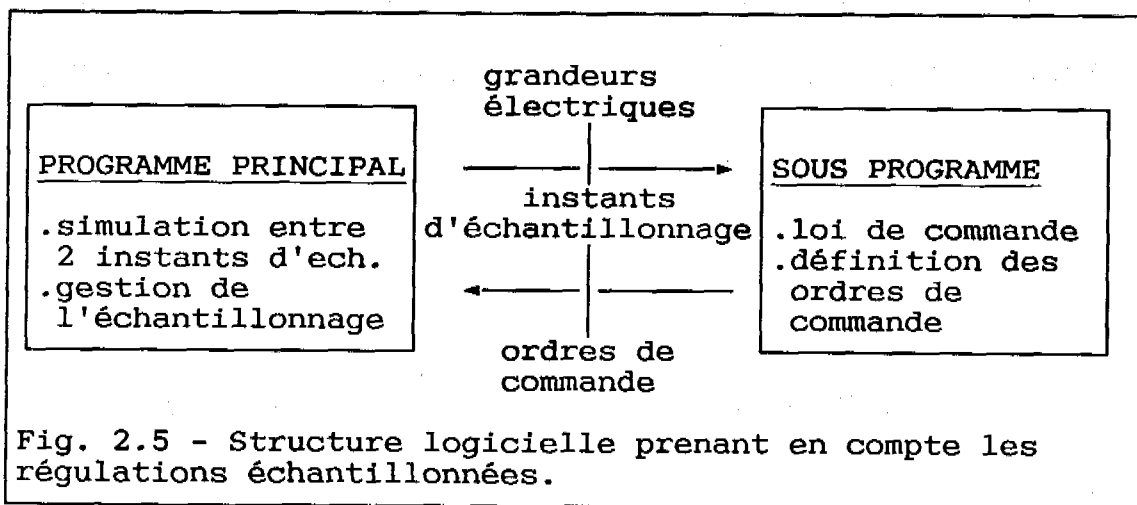 grandeurs
électriques
PROGRAMME PRINCIPAL
.simulation entre
2 instants d'ech.
.gestion de
l'échantillonnage
instants
d'échantillonnage
SOUS PROGRAMME
.loi de commande
.définition des
ordres de
commande
ordres de
commande
Fig. 2.5 - Structure logicielle prenant en compte les
régulations échantillonnées.